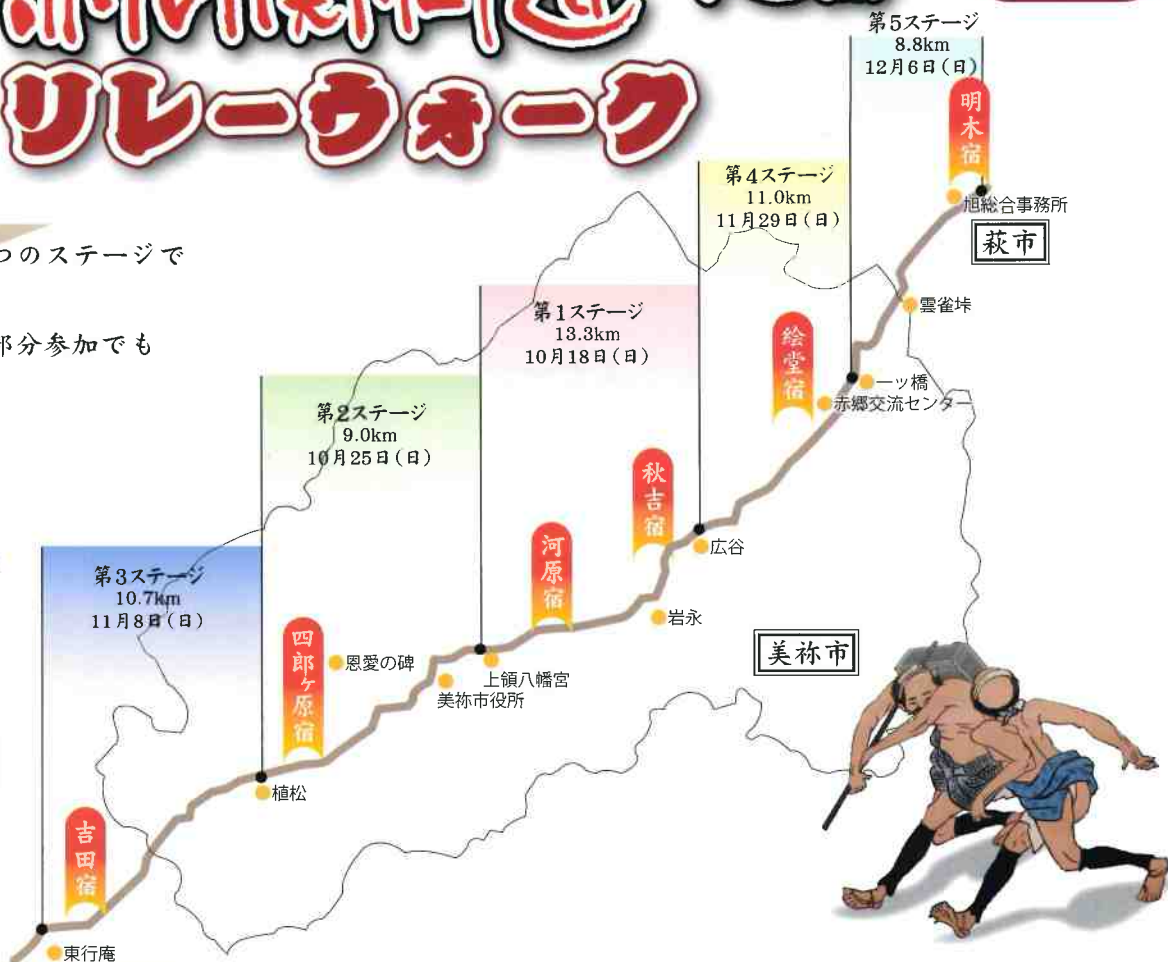 リレーウォーク
つのステージで
部分参加でも
第5ステージ
8.8km
12月6日(日)
明木宿
旭総合事務所
萩市
雲雀峠
第4ステージ
11.0km
11月29日(日)
絵堂宿
一ッ橋
赤郷交流センター
第1ステージ
13.3km
10月18日(日)
秋吉宿
広谷
河原宿
岩永
美祢市
第2ステージ
9.0km
10月25日(日)
四郎ヶ原宿
恩愛の碑
上領八幡宮
美祢市役所
第3ステージ
10.7km
11月8日(日)
植松
吉田宿
東行庵